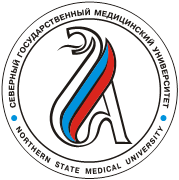 СЕВЕРНЫЙ ГОСУДАРСТВЕННЫЙ МЕДИЦИНСКИЙ УНИВЕРСИТЕТ
NORTHERN STATE MEDICAL UNIVERSITY